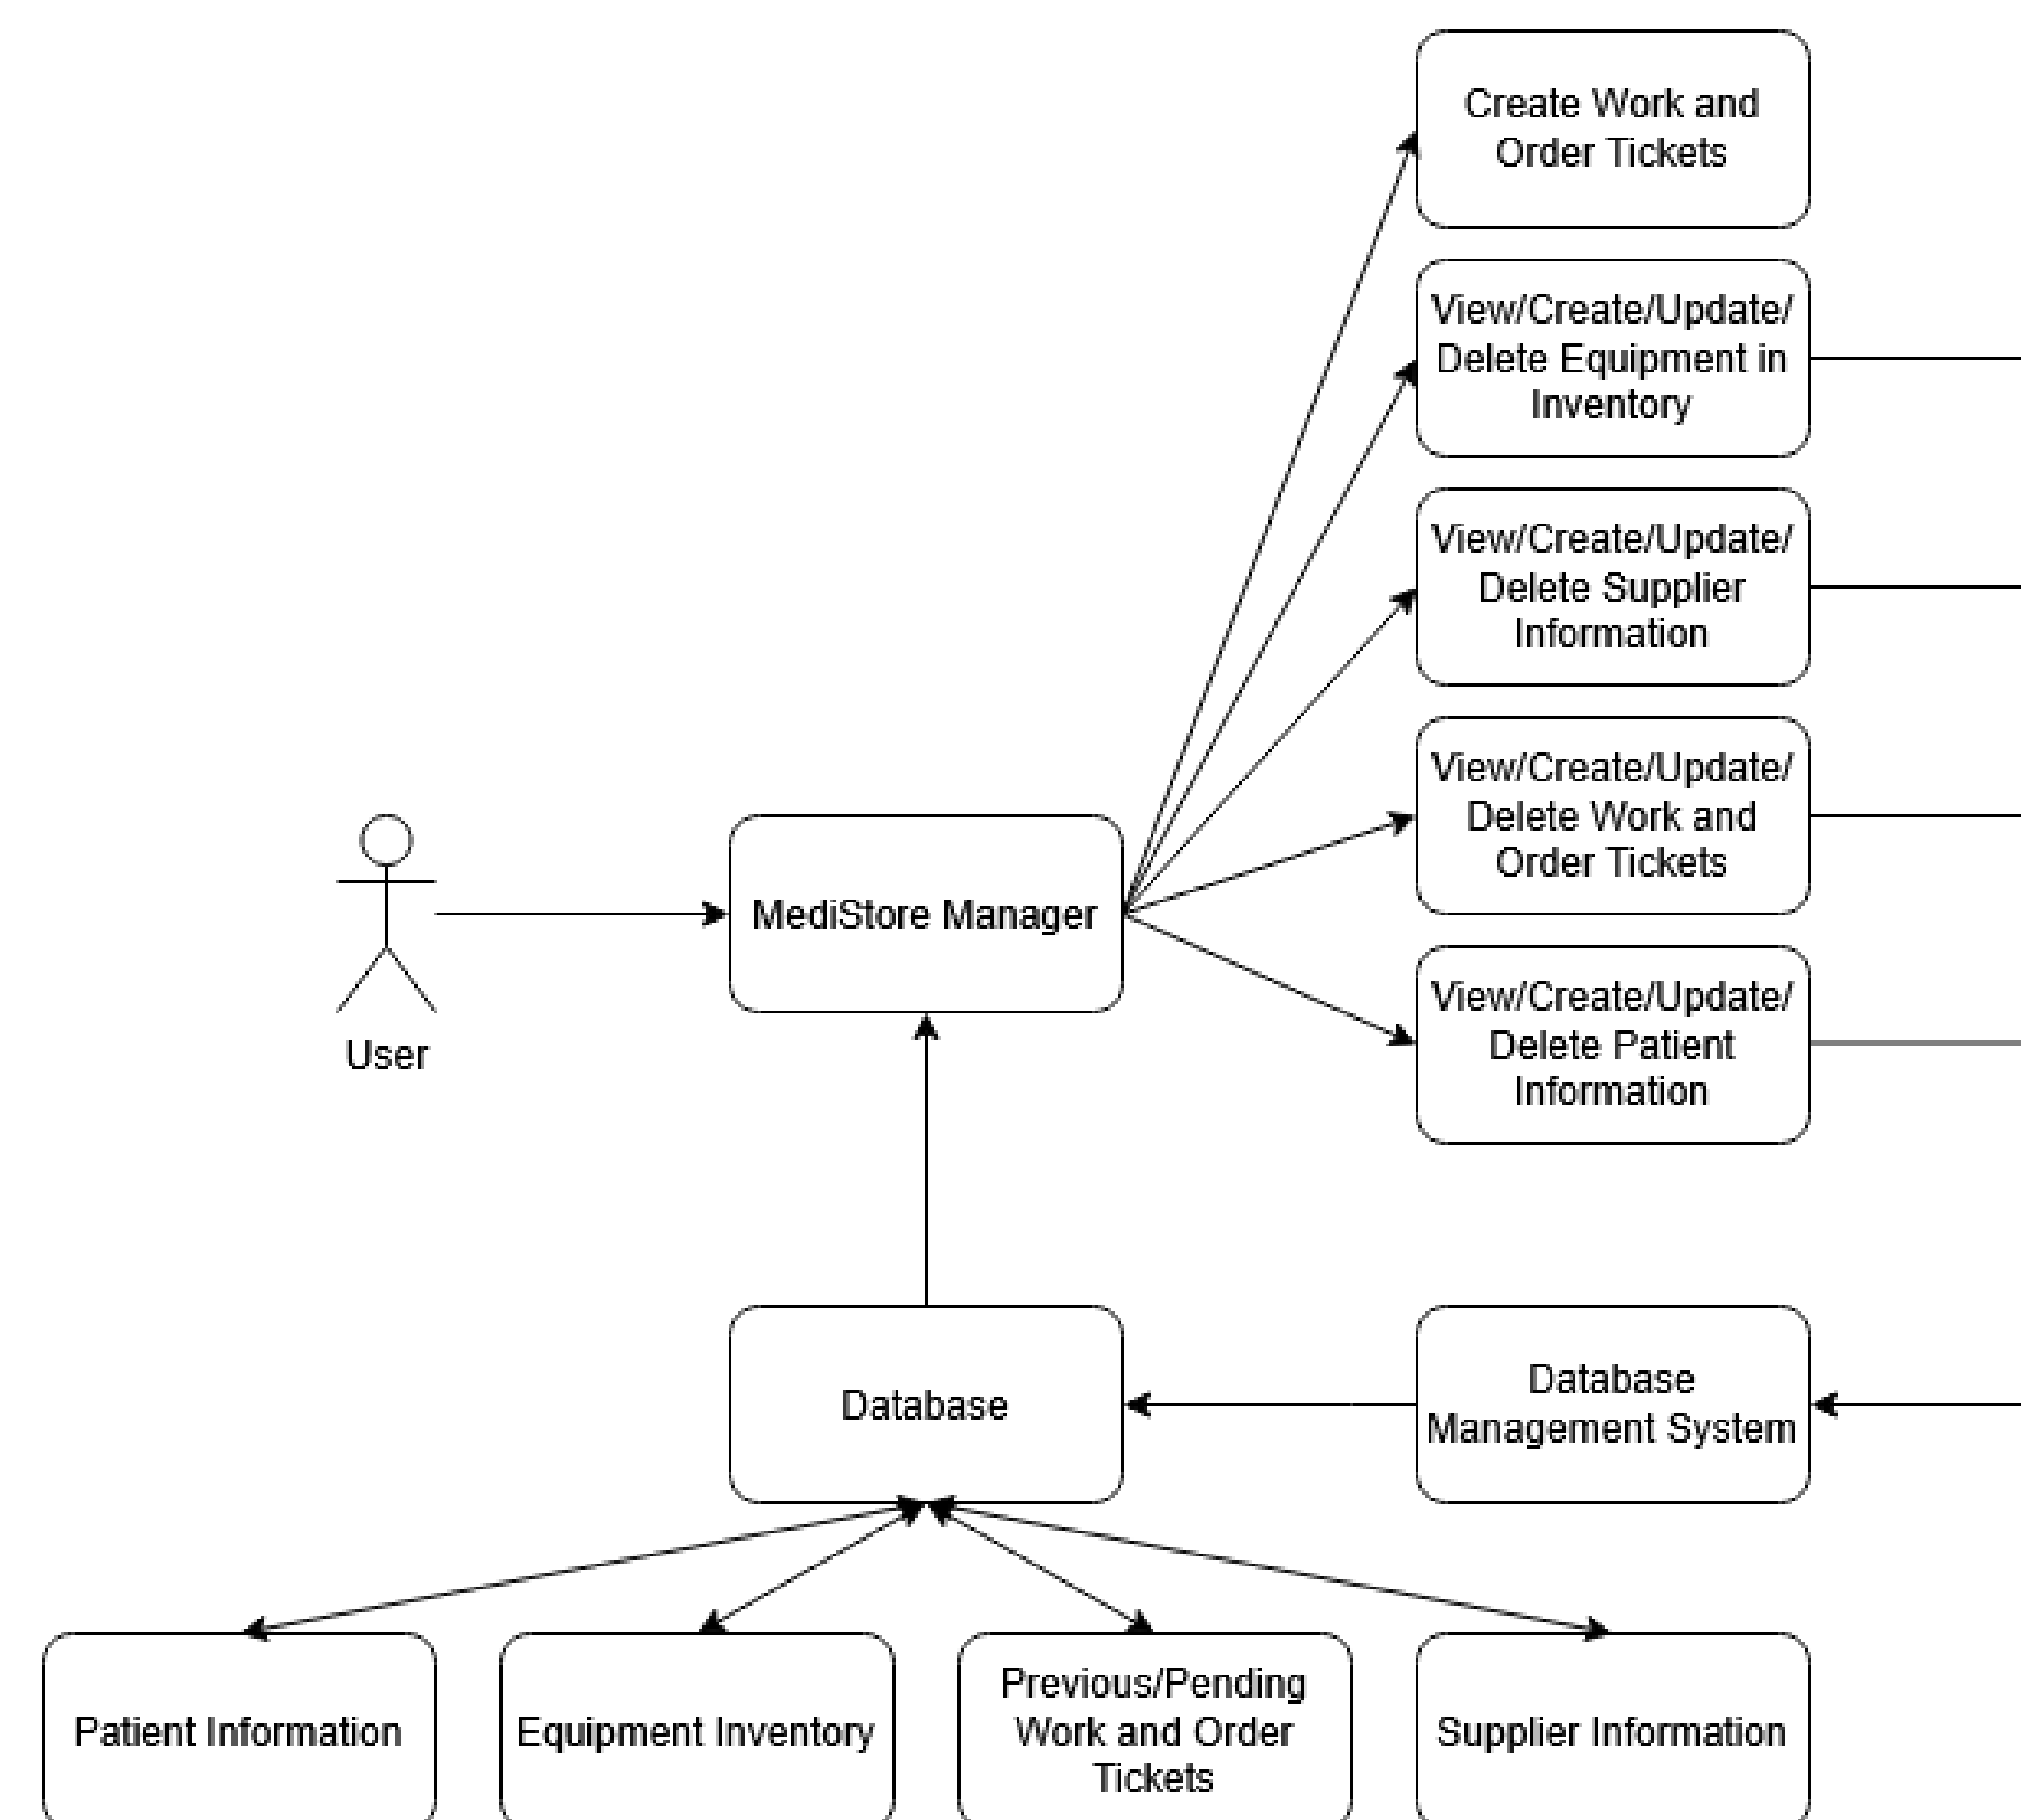 Create Work and
Order Tickets
View/Create/Update/
Delete Equipment in
Inventory
View/Create/Update/
Delete Supplier
Information
View/Create/Update/
Delete Work and
Order Tickets
MediStore Manager
User
View/Create/Update/
Delete Patient
Information
Database
Database
Management System
Patient Information
Equipment Inventory
Previous/Pending
Work and Order
Tickets
Supplier Information